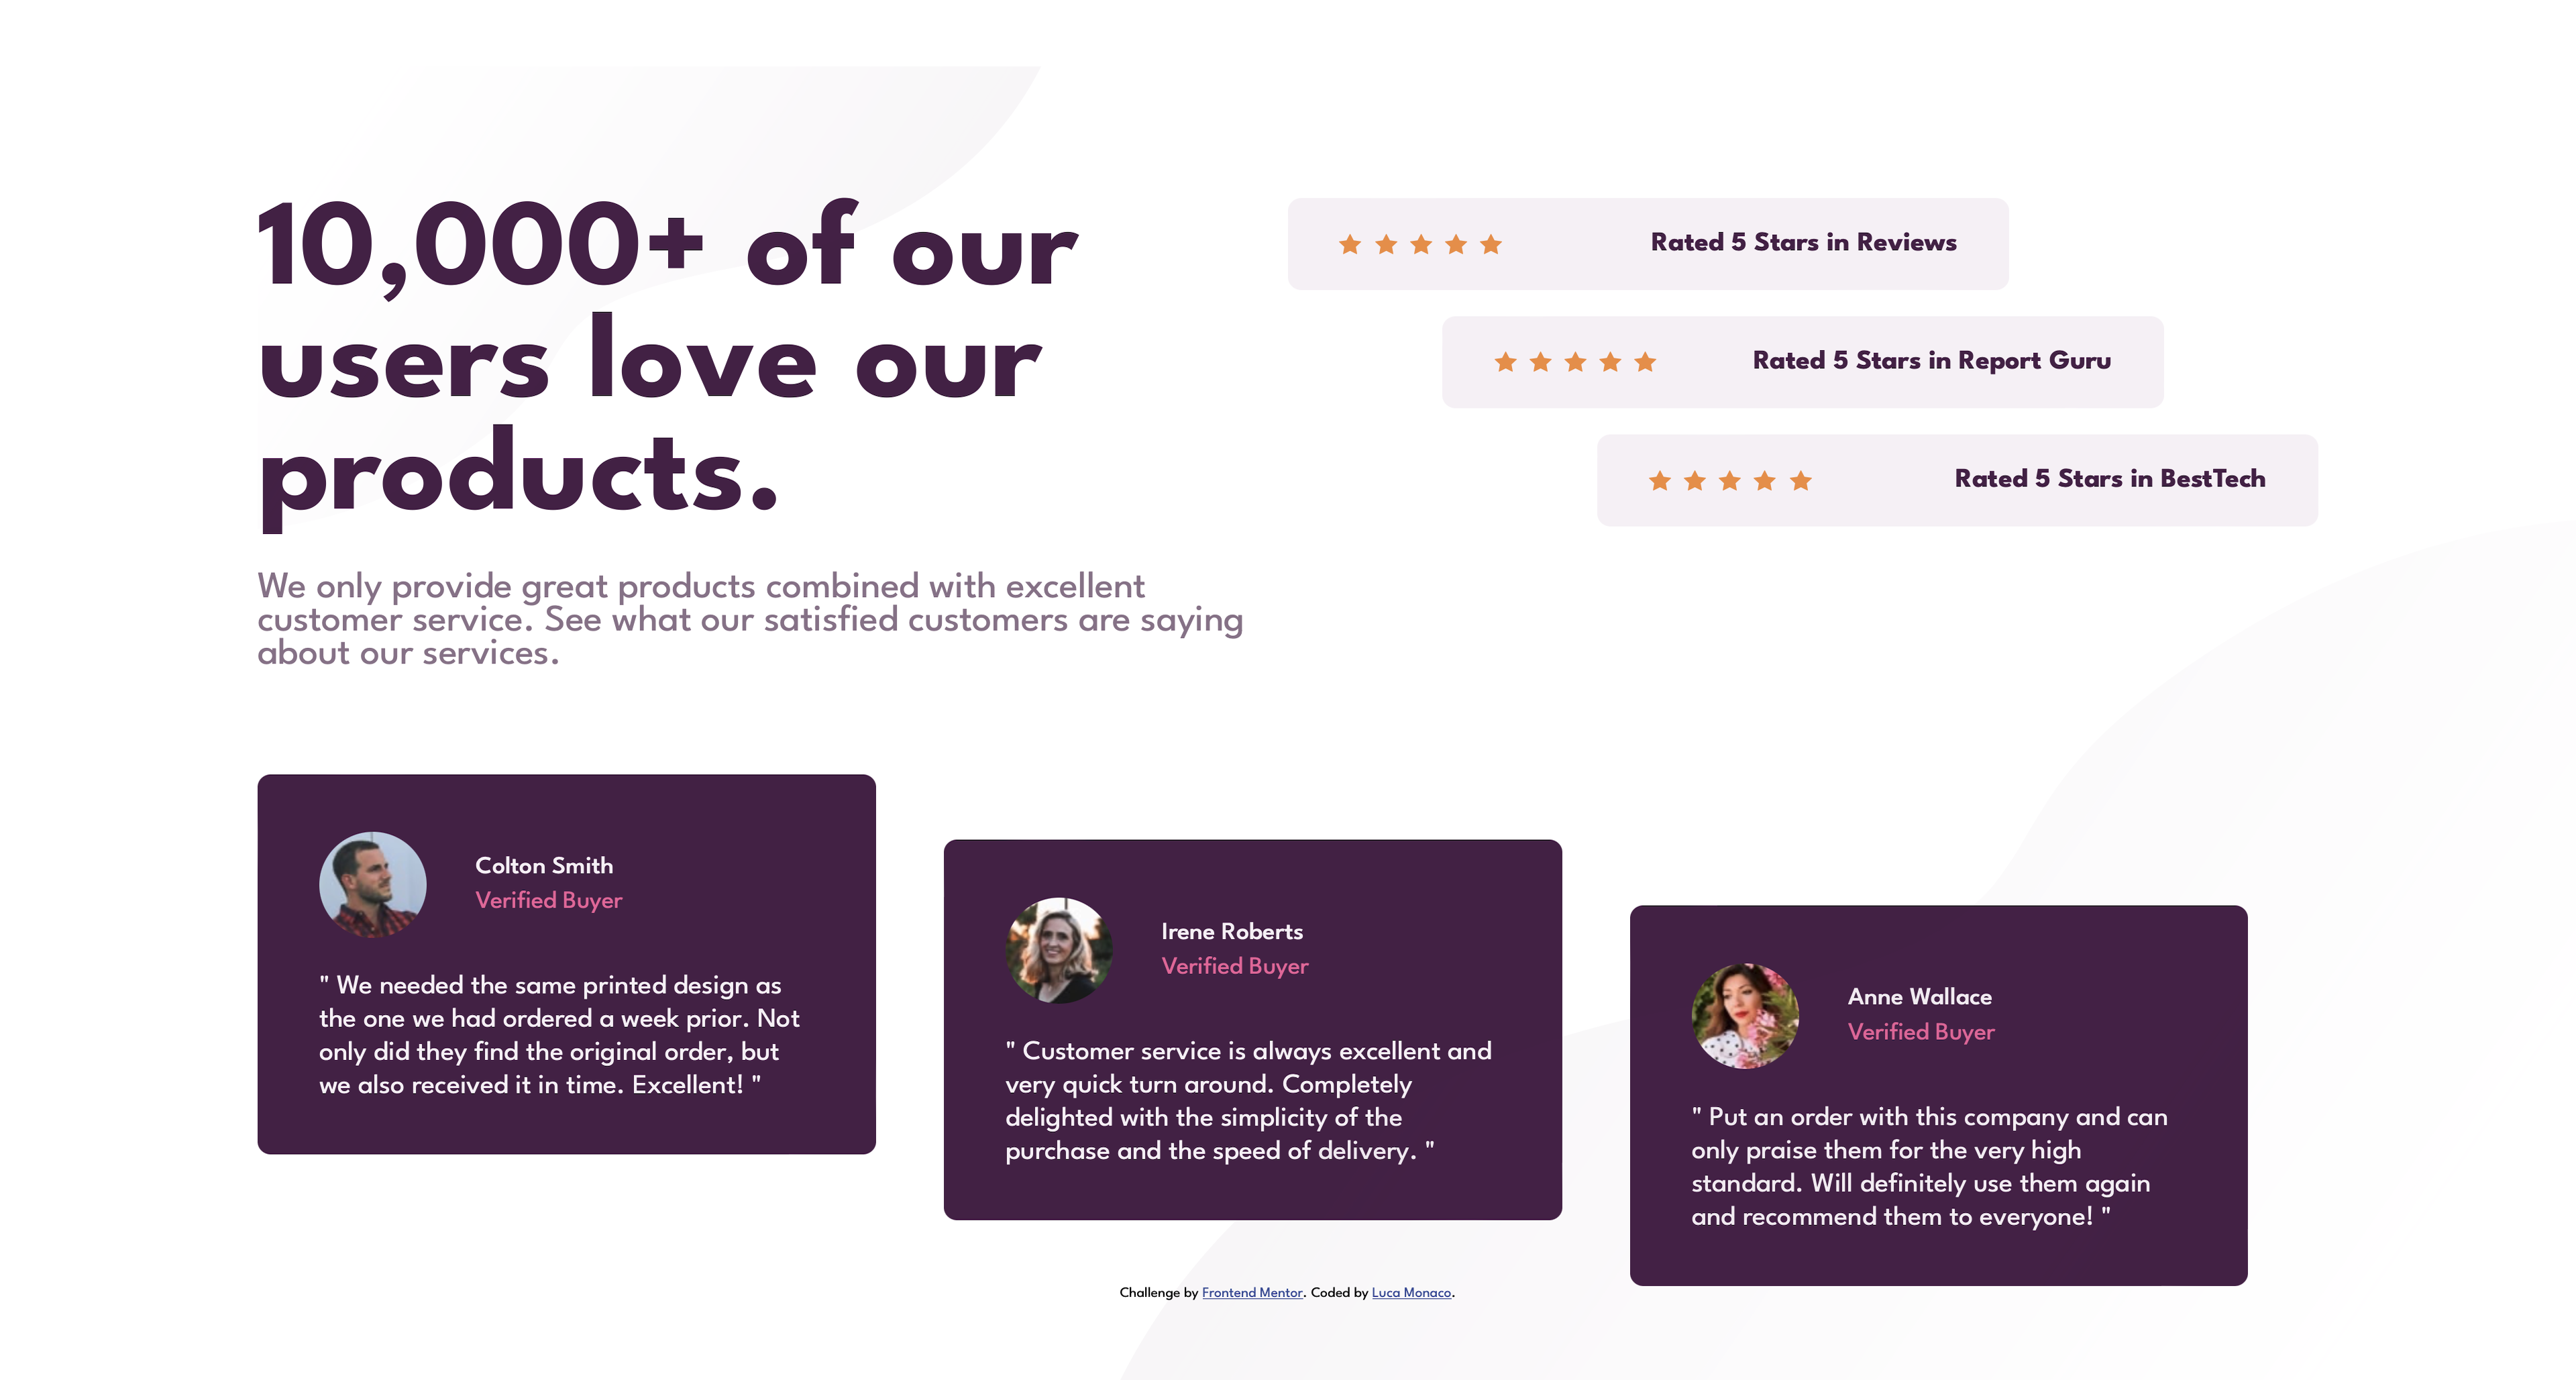 10,000+ of our
users love our
products.
We only provide great products combined with excellent
customer service. See what our satisfied customers are saying
about our services.
Rated 5 Stars in Reviews
Rated 5 Stars in Report Guru
Rated 5 Stars in BestTech
Colton Smith
Verified Buyer
" We needed the same printed design as
the one we had ordered a week prior. Not
only did they find the original order, but
we also received it in time. Excellent! "
Irene Roberts
Verified Buyer
" Customer service is always excellent and
very quick turn around. Completely
delighted with the simplicity of the
purchase and the speed of delivery. "
Anne Wallace
Verified Buyer
" Put an order with this company and can
only praise them for the very high
standard. Will definitely use them again
and recommend them to everyone! "
Challenge by Frontend Mentor. Coded by Luca Monaco.